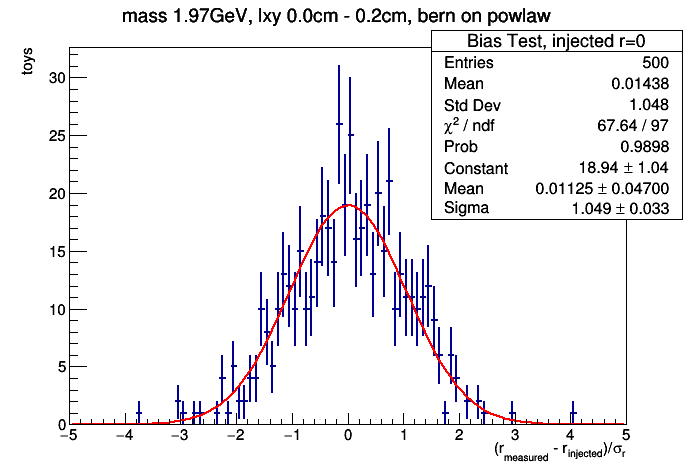 mass 1.97GeV, lxy 0.0cm - 0.2cm, bern on powlaw
Bias Test, injected r=0
Entries 500
Mean 0.01438
Std Dev 1.048
χ² / ndf 67.64 / 97
Prob 0.9898
Constant 18.94 ± 1.04
Mean 0.01125 ± 0.04700
Sigma 1.049 ± 0.033
toys
30
25
20
15
10
5
0
−5 −4 −3 −2 −1 0 1 2 3 4 5
(r_measured - r_injected)/σ_r